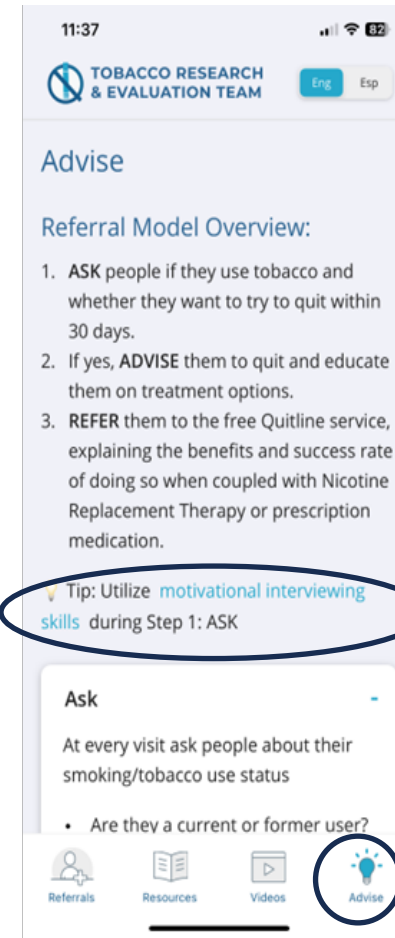 11:37
82
TOBACCO RESEARCH
& EVALUATION TEAM
Eng Esp
Advise
Referral Model Overview:
1. ASK people if they use tobacco and
whether they want to try to quit within
30 days.
2. If yes, ADVISE them to quit and educate
them on treatment options.
3. REFER them to the free Quitline service,
explaining the benefits and success rate
of doing so when coupled with Nicotine
Replacement Therapy or prescription
medication.
Tip: Utilize motivational interviewing
skills during Step 1: ASK
Ask -
At every visit ask people about their
smoking/tobacco use status
• Are they a current or former user?
Referrals Resources Videos Advise